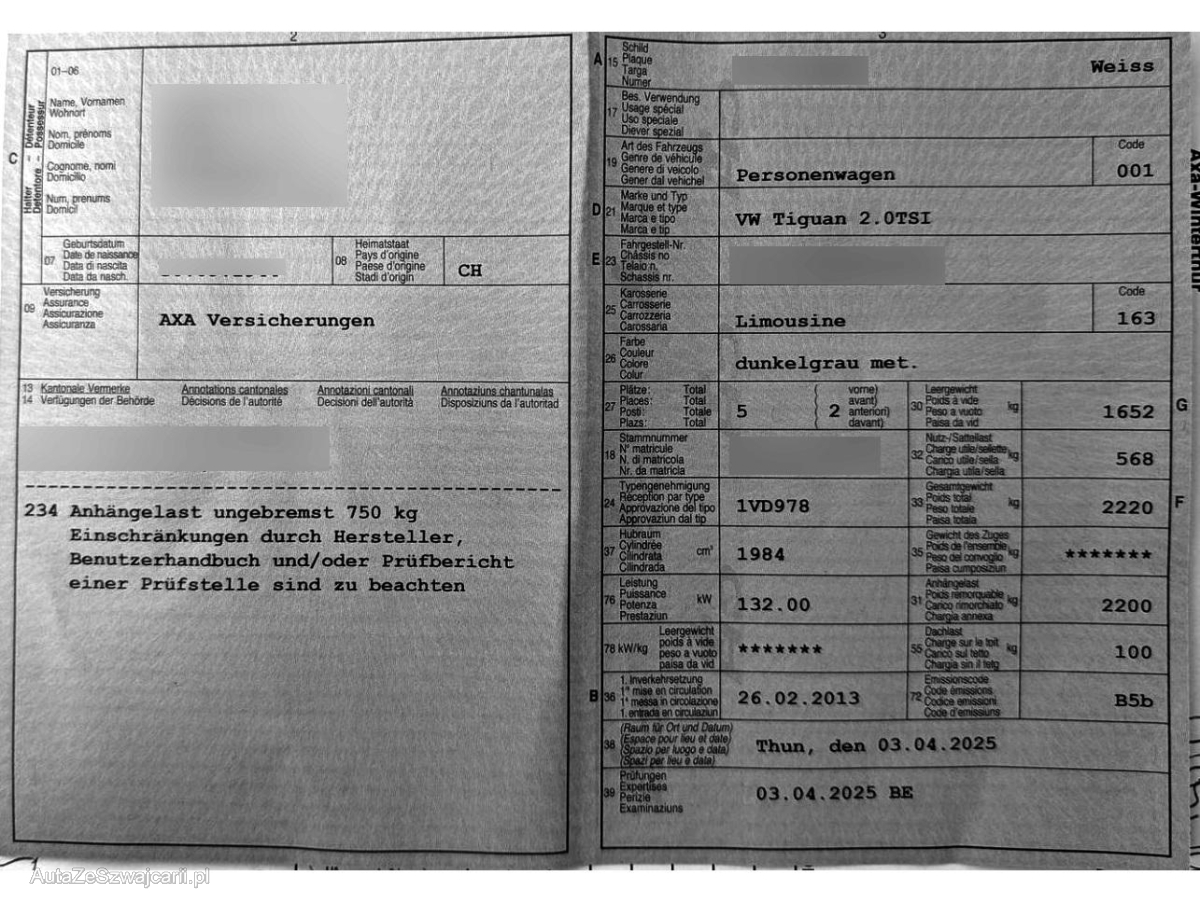 2
01–06
Name, Vornamen
Wohnort
Nom, prénoms
Domicile
Cognome, nomi
Domicilio
Num, prenums
Domicil
Halter – Détenteur
Detentore – Possessur
C
07
Geburtsdatum
Date de naissance
Data di nascita
Data da nasch.
08
Heimatstaat
Pays d'origine
Paese d'origine
Stadi d'origin
CH
09
Versicherung
Assurance
Assicurazione
Assicuranza
AXA Versicherungen
13 Kantonale Vermerke Annotations cantonales Annotazioni cantonali Annotaziuns chantunalas
14 Verfügungen der Behörde Décisions de l'autorité Decisioni dell'autorità Disposiziuns da l'autoritad
234 Anhängelast ungebremst 750 kg
Einschränkungen durch Hersteller,
Benutzerhandbuch und/oder Prüfbericht
einer Prüfstelle sind zu beachten
3
A 15
Schild
Plaque
Targa
Numer
Weiss
17
Bes. Verwendung
Usage spécial
Uso speciale
Diever spezial
19
Art des Fahrzeugs
Genre de véhicule
Genere di veicolo
Gener dal vehichel
Personenwagen
Code
001
D 21
Marke und Typ
Marque et type
Marca e tipo
Marca e tip
VW Tiguan 2.0TSI
E 23
Fahrgestell-Nr.
Châssis no
Telaio n.
Schassis nr.
25
Karosserie
Carrosserie
Carrozzeria
Carossaria
Limousine
Code
163
26
Farbe
Couleur
Colore
Colur
dunkelgrau met.
27
Plätze: Total
Places: Total
Posti: Totale
Plazs: Total
5
( vorne)
( avant)
2 anteriori)
( davant)
30
Leergewicht
Poids à vide
Peso a vuoto
Paisa da vid
kg
1652
G
18
Stammnummer
N° matricule
N. di matricola
Nr. da matricla
32
Nutz-/Sattellast
Charge utile/sellette
Carico utile/sella
Chargia utila/sella
kg
568
24
Typengenehmigung
Réception par type
Approvazione del tipo
Approvaziun dal tip
1VD978
33
Gesamtgewicht
Poids total
Peso totale
Paisa totala
kg
2220
F
37
Hubraum
Cylindrée
Cilindrata
Cilindrada
cm³
1984
35
Gewicht des Zuges
Poids de l'ensemble
Peso del convoglio
Paisa cumposiziun
kg
*******
76
Leistung
Puissance
Potenza
Prestaziun
kW
132.00
31
Anhängelast
Poids remorquable
Carico rimorchiato
Chargia annexa
kg
2200
78 kW/kg
Leergewicht
poids à vide
peso a vuoto
paisa da vid
*******
55
Dachlast
Charge sur le toit
Carico sul tetto
Chargia sin il tetg
kg
100
B 36
1. Inverkehrsetzung
1re mise en circulation
1a messa in circolazione
1. entrada en circulaziun
26.02.2013
72
Emissionscode
Code émissions
Codice emissioni
Code d'emissiuns
B5b
38
(Raum für Ort und Datum)
(Espace pour lieu et date)
(Spazio per luogo e data)
(Spazi per lieu e data)
Thun, den 03.04.2025
39
Prüfungen
Expertises
Perizie
Examinaziuns
03.04.2025 BE
Axa-Winterthur
AutaZeSzwajcarii.pl